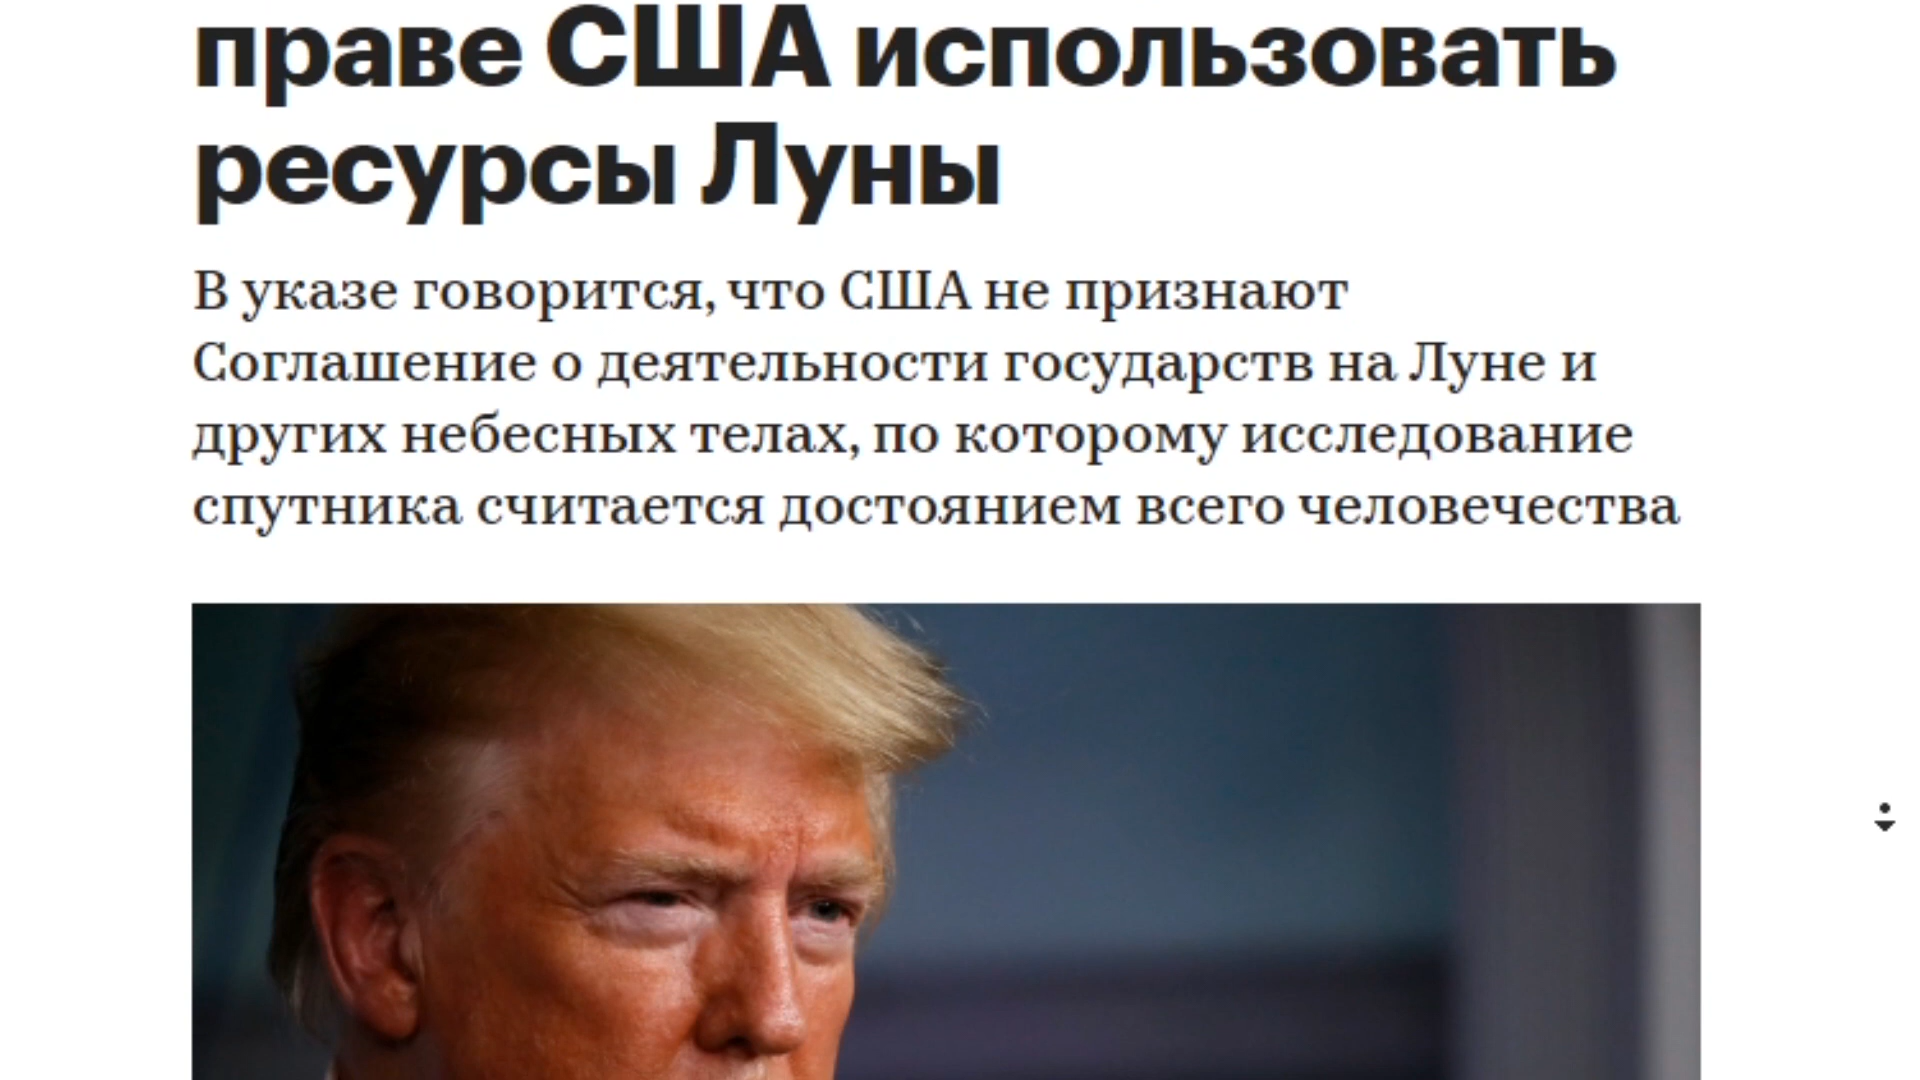 праве США использовать
ресурсы Луны
В указе говорится, что США не признают
Соглашение о деятельности государств на Луне и
других небесных телах, по которому исследование
спутника считается достоянием всего человечества